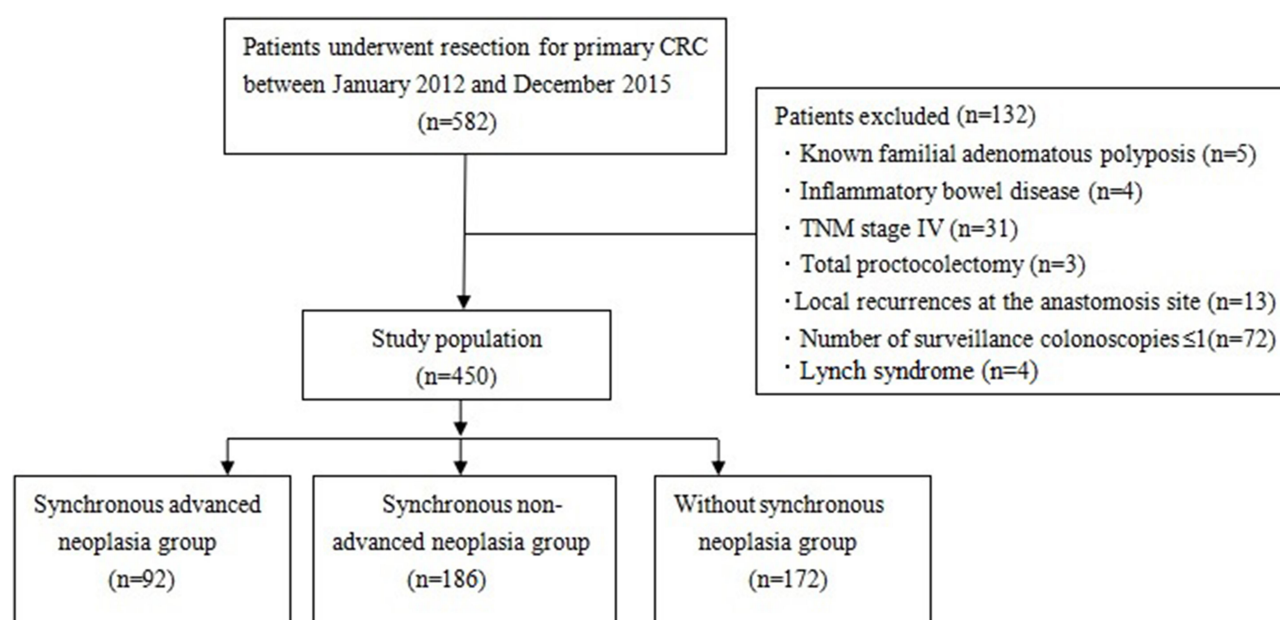 Patients underwent resection for primary CRC
between January 2012 and December 2015
(n=582)
Patients excluded (n=132)
· Known familial adenomatous polyposis (n=5)
· Inflammatory bowel disease (n=4)
· TNM stage IV (n=31)
· Total proctocolectomy (n=3)
·Local recurrences at the anastomosis site (n=13)
· Number of surveillance colonoscopies≤1(n=72)
· Lynch syndrome (n=4)
Study population
(n=450)
Synchronous advanced
neoplasia group
(n=92)
Synchronous non-
advanced neoplasia group
(n=186)
Without synchronous
neoplasia group
(n=172)